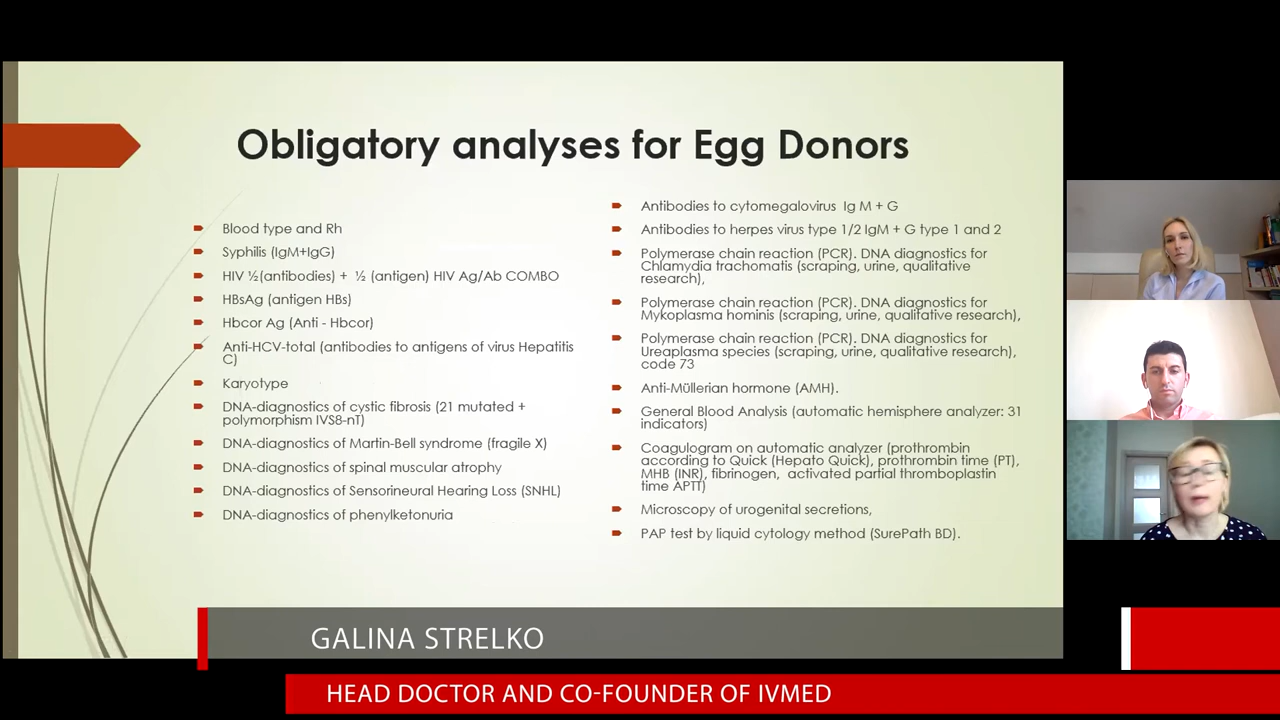 Obligatory analyses for Egg Donors
Blood type and Rh
Syphilis (IgM+IgG)
HIV ½(antibodies) + ½ (antigen) HIV Ag/Ab COMBO
HBsAg (antigen HBs)
Hbcor Ag (Anti - Hbcor)
Anti-HCV-total (antibodies to antigens of virus Hepatitis
C)
Karyotype
DNA-diagnostics of cystic fibrosis (21 mutated +
polymorphism IVS8-nT)
DNA-diagnostics of Martin-Bell syndrome (fragile X)
DNA-diagnostics of spinal muscular atrophy
DNA-diagnostics of Sensorineural Hearing Loss (SNHL)
DNA-diagnostics of phenylketonuria
Antibodies to cytomegalovirus Ig M + G
Antibodies to herpes virus type 1/2 IgM + G type 1 and 2
Polymerase chain reaction (PCR). DNA diagnostics for
Chlamydia trachomatis (scraping, urine, qualitative
research),
Polymerase chain reaction (PCR). DNA diagnostics for
Mykoplasma hominis (scraping, urine, qualitative research),
Polymerase chain reaction (PCR). DNA diagnostics for
Ureaplasma species (scraping, urine, qualitative research),
code 73
Anti-Müllerian hormone (AMH).
General Blood Analysis (automatic hemisphere analyzer: 31
indicators)
Coagulogram on automatic analyzer (prothrombin
according to Quick (Hepato Quick), prothrombin time (PT),
MHB (INR), fibrinogen, activated partial thromboplastin
time APTT)
Microscopy of urogenital secretions,
PAP test by liquid cytology method (SurePath BD).
GALINA STRELKO
HEAD DOCTOR AND CO-FOUNDER OF IVMED